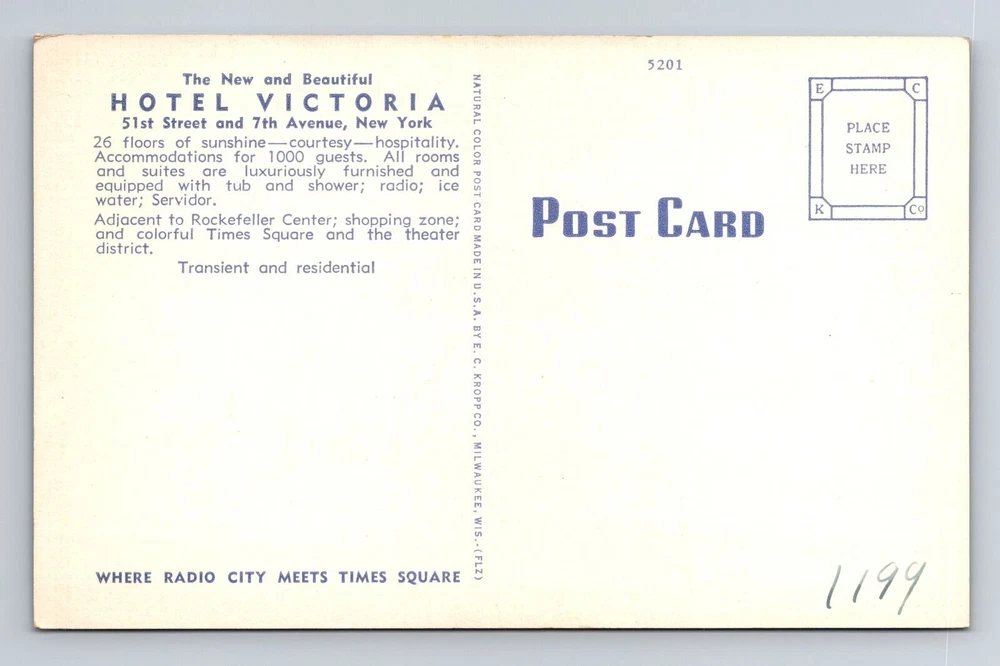 The New and Beautiful
HOTEL VICTORIA
51st Street and 7th Avenue, New York
26 floors of sunshine—courtesy—hospitality.
Accommodations for 1000 guests. All rooms
and suites are luxuriously furnished and
equipped with tub and shower; radio; ice
water; Servidor.
Adjacent to Rockefeller Center; shopping zone;
and colorful Times Square and the theater
district.
Transient and residential
WHERE RADIO CITY MEETS TIMES SQUARE
NATURAL COLOR POST CARD MADE IN U.S.A. BY E. C. KROPP CO., MILWAUKEE, WIS.-(FLZ)
5201
POST CARD
E C
PLACE
STAMP
HERE
K Co
1199